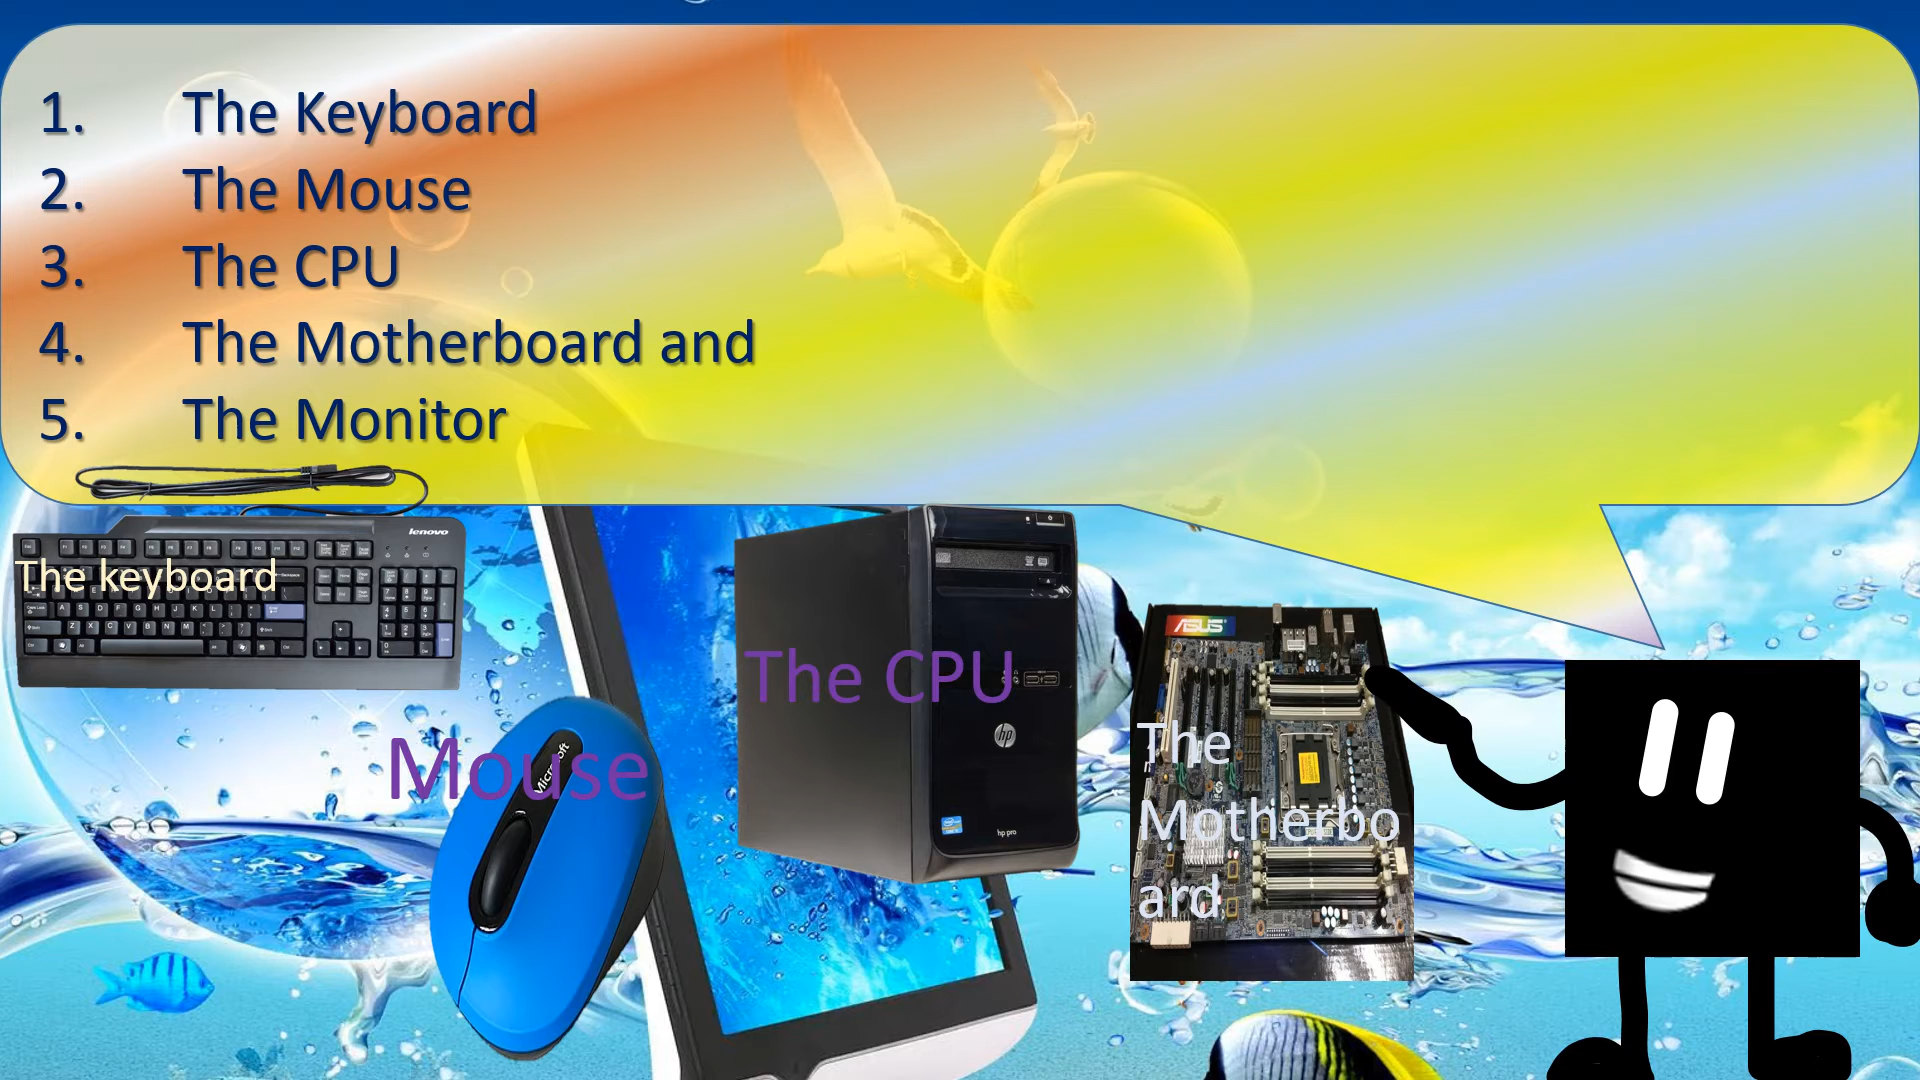 1. The Keyboard
2. The Mouse
3. The CPU
4. The Motherboard and
5. The Monitor
lenovo
The keyboard
The CPU
Mouse
Microsoft
hp
hp pro
ASUS
The
Motherbo
ard